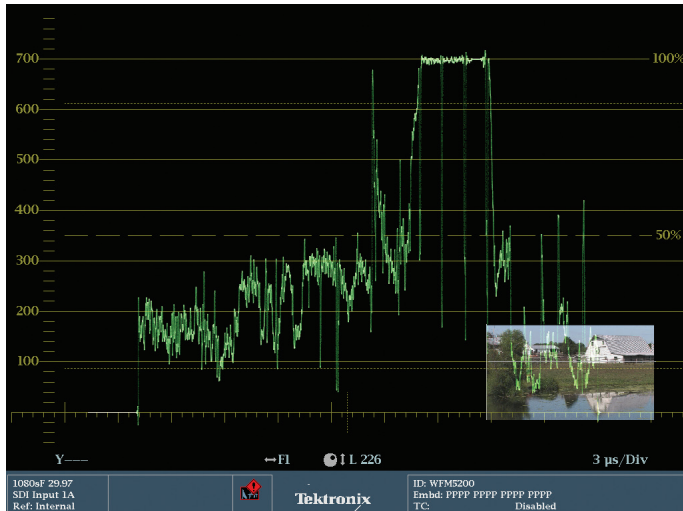 700
100%
600
500
400
50%
300
200
100
Y--- Fl L 226 3 µs/Div
1080sF 29.97
SDI Input 1A
Ref: Internal
Tektronix
ID: WFM5200
Embd: PPPP PPPP PPPP PPPP
TC: Disabled